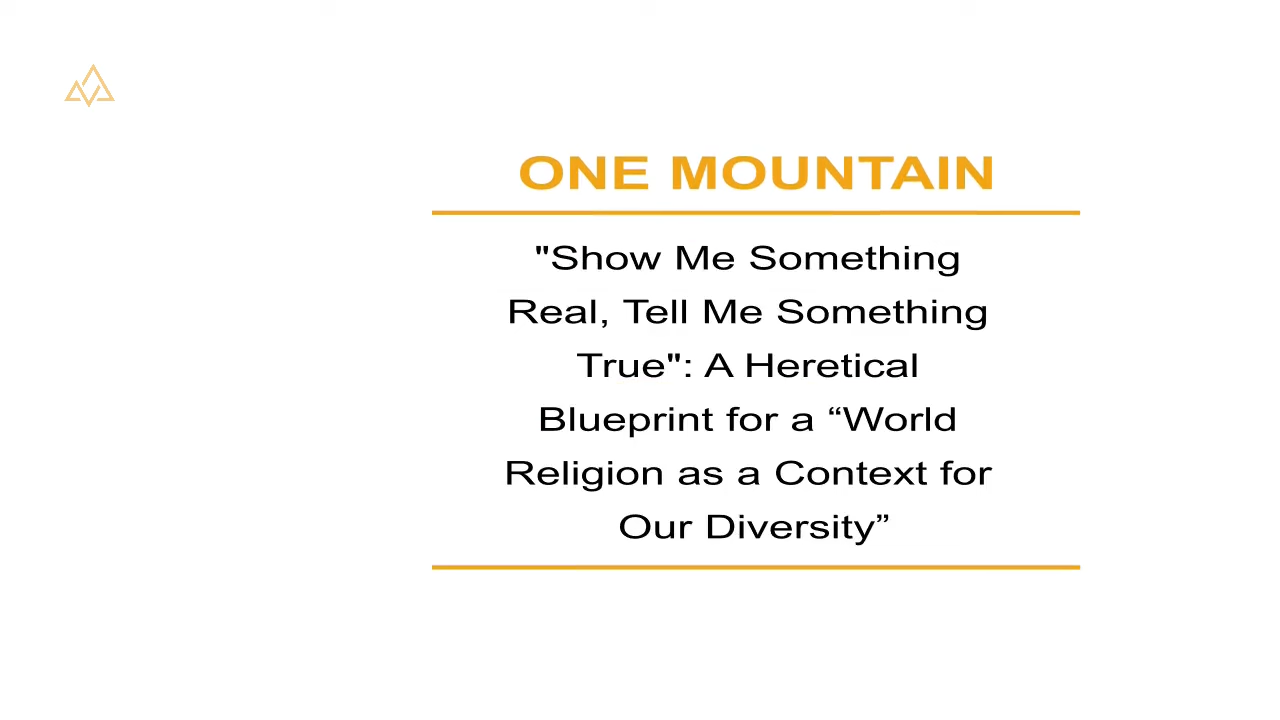 ONE MOUNTAIN
"Show Me Something
Real, Tell Me Something
True": A Heretical
Blueprint for a “World
Religion as a Context for
Our Diversity”